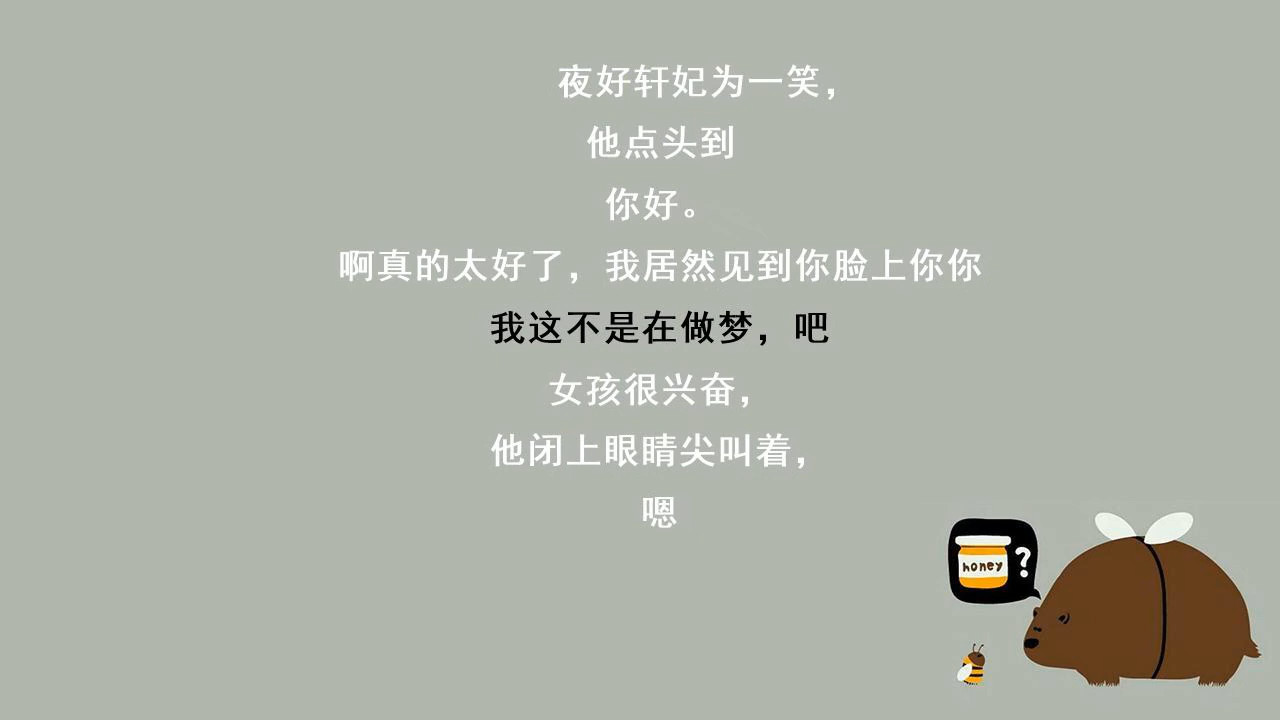 夜好轩妃为一笑，
他点头到
你好。
啊真的太好了，我居然见到你脸上你你
我这不是在做梦，吧
女孩很兴奋，
他闭上眼睛尖叫着，
嗯
honey ?